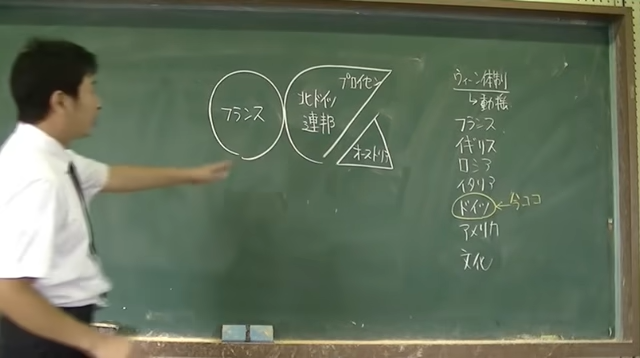 フランス
北ドイツ
連邦
プロイセン
オーストリア
ウィーン体制
↳動揺
フランス
イギリス
ロシア
イタリア
ドイツ ←今ココ
アメリカ
文化